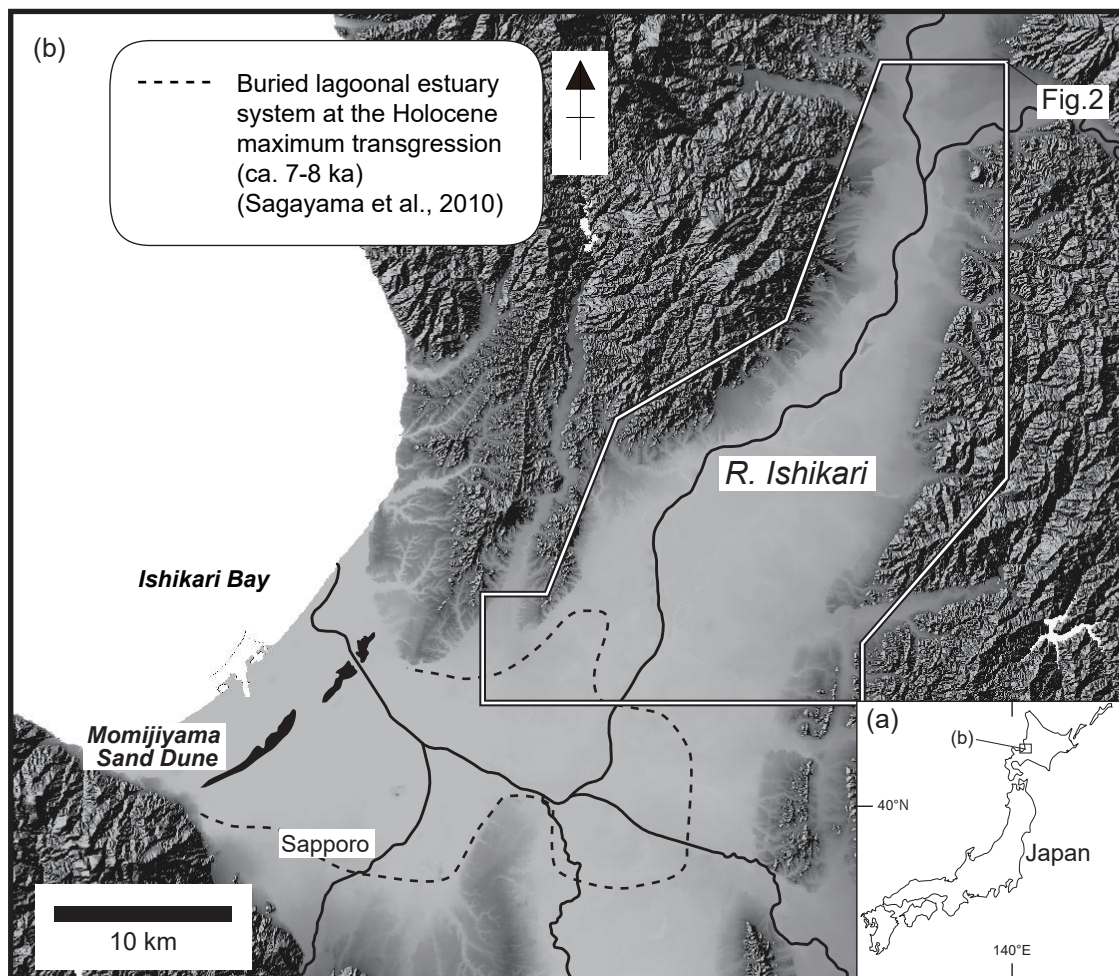 (b)
Buried lagoonal estuary
system at the Holocene
maximum transgression
(ca. 7-8 ka)
(Sagayama et al., 2010)
Fig.2
R. Ishikari
Ishikari Bay
Momijiyama
Sand Dune
Sapporo
10 km
(a)
(b)
40°N
Japan
140°E